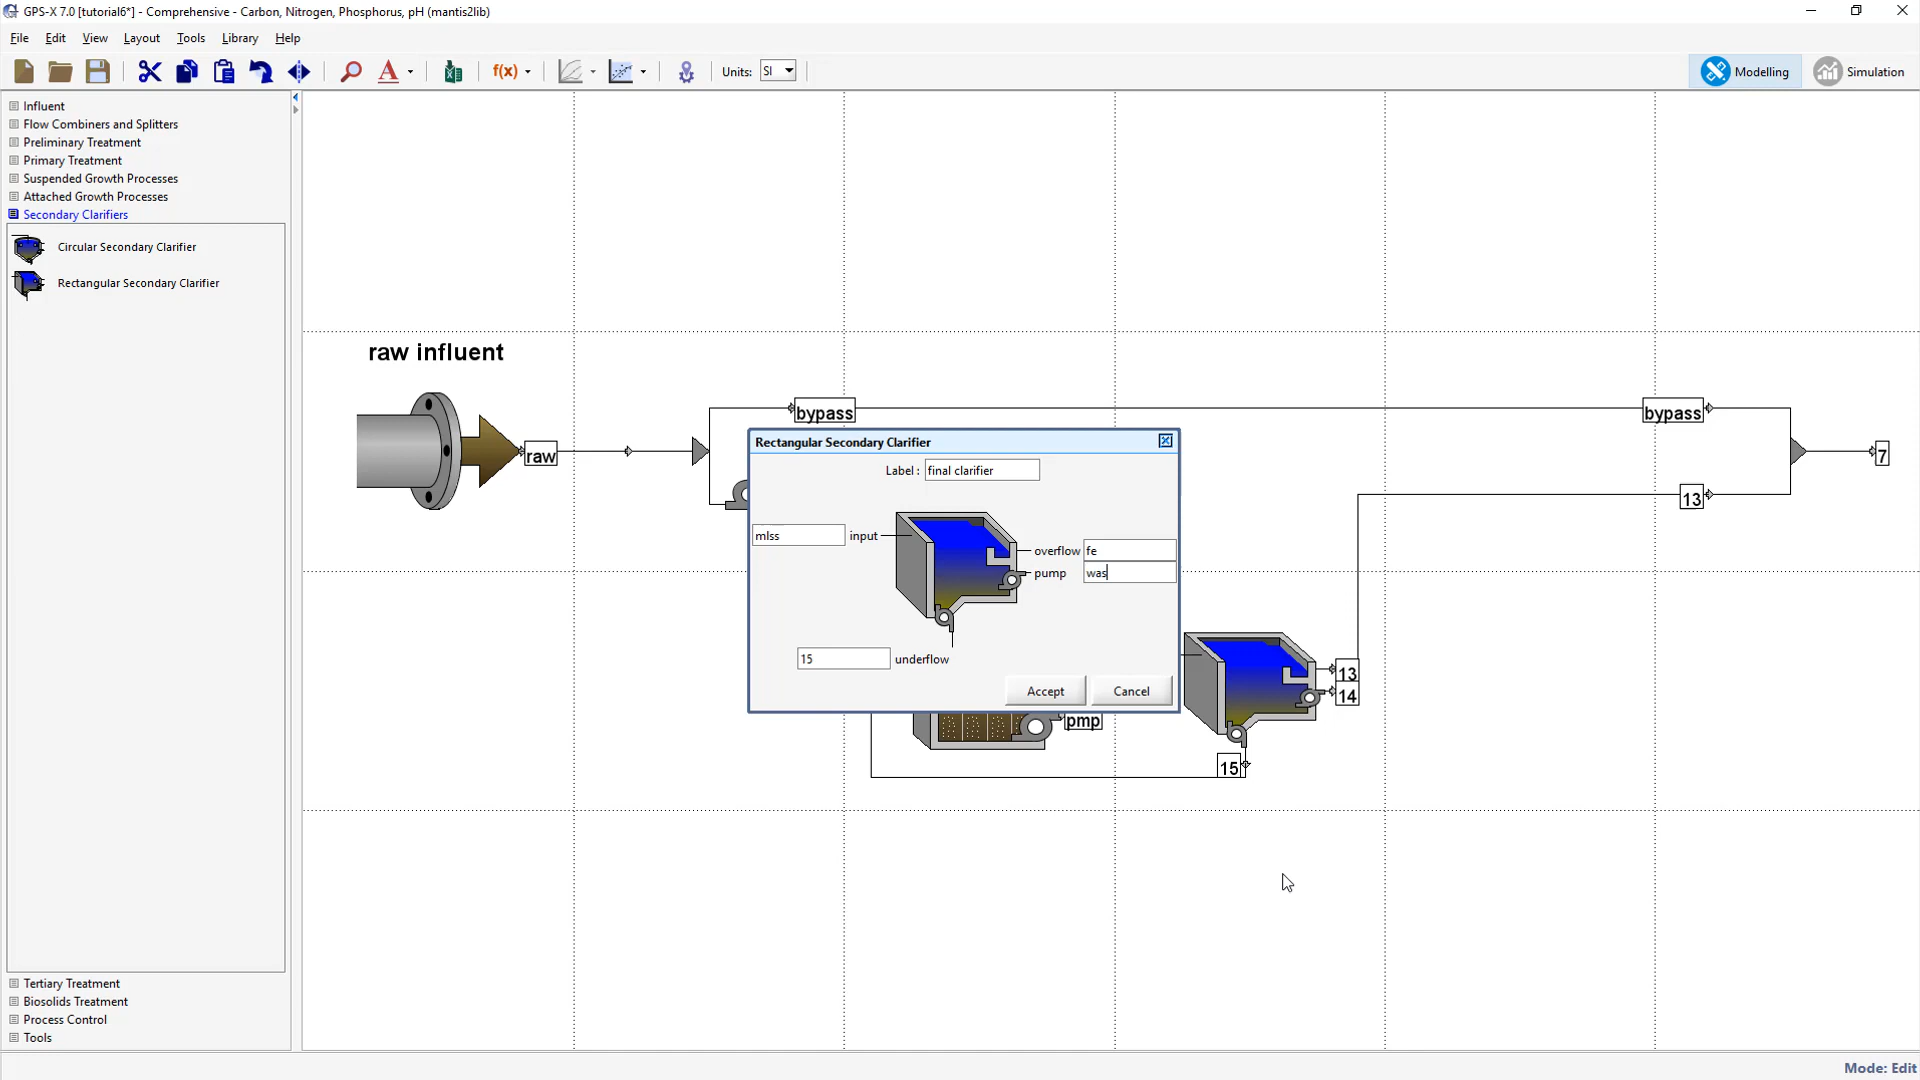 GPS-X 7.0 [tutorial6*] - Comprehensive - Carbon, Nitrogen, Phosphorus, pH (mantis2lib)
File Edit View Layout Tools Library Help
A f(x) Units: SI Modelling Simulation
Influent
Flow Combiners and Splitters
Preliminary Treatment
Primary Treatment
Suspended Growth Processes
Attached Growth Processes
Secondary Clarifiers
Circular Secondary Clarifier
Rectangular Secondary Clarifier
Tertiary Treatment
Biosolids Treatment
Process Control
Tools
raw influent
bypass
bypass
raw
7
13
Rectangular Secondary Clarifier
Label : final clarifier
mlss input
overflow fe
pump was
15 underflow
Accept Cancel
13
14
pmp
15
Mode: Edit